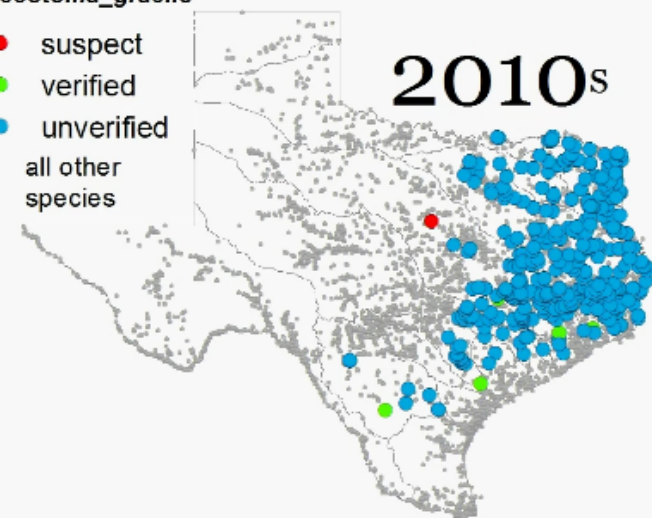 suspect
verified
unverified
all other
species
2010s